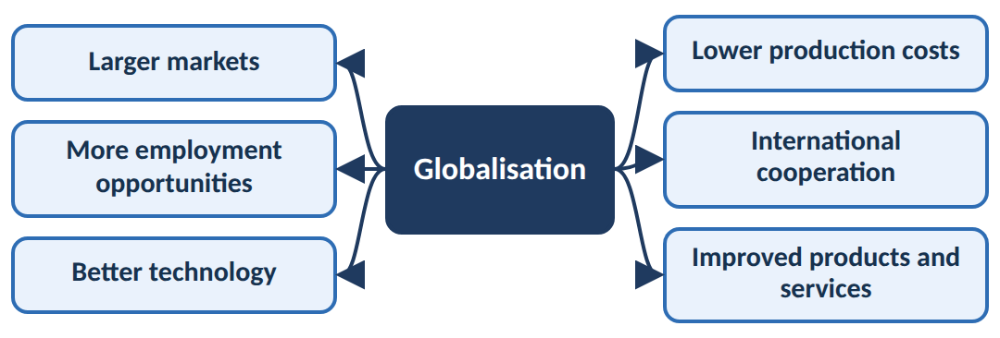 Larger markets
More employment
opportunities
Better technology
Globalisation
Lower production costs
International
cooperation
Improved products and
services